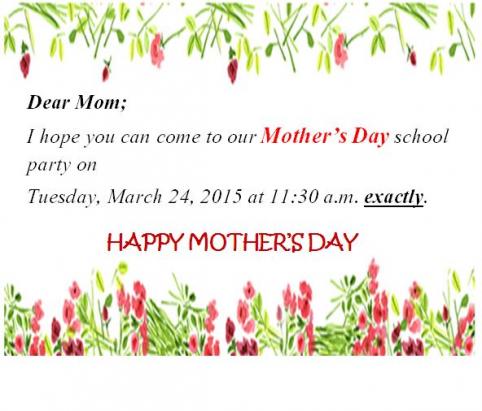 Dear Mom;
I hope you can come to our Mother's Day school
party on
Tuesday, March 24, 2015 at 11:30 a.m. exactly.
HAPPY MOTHER'S DAY